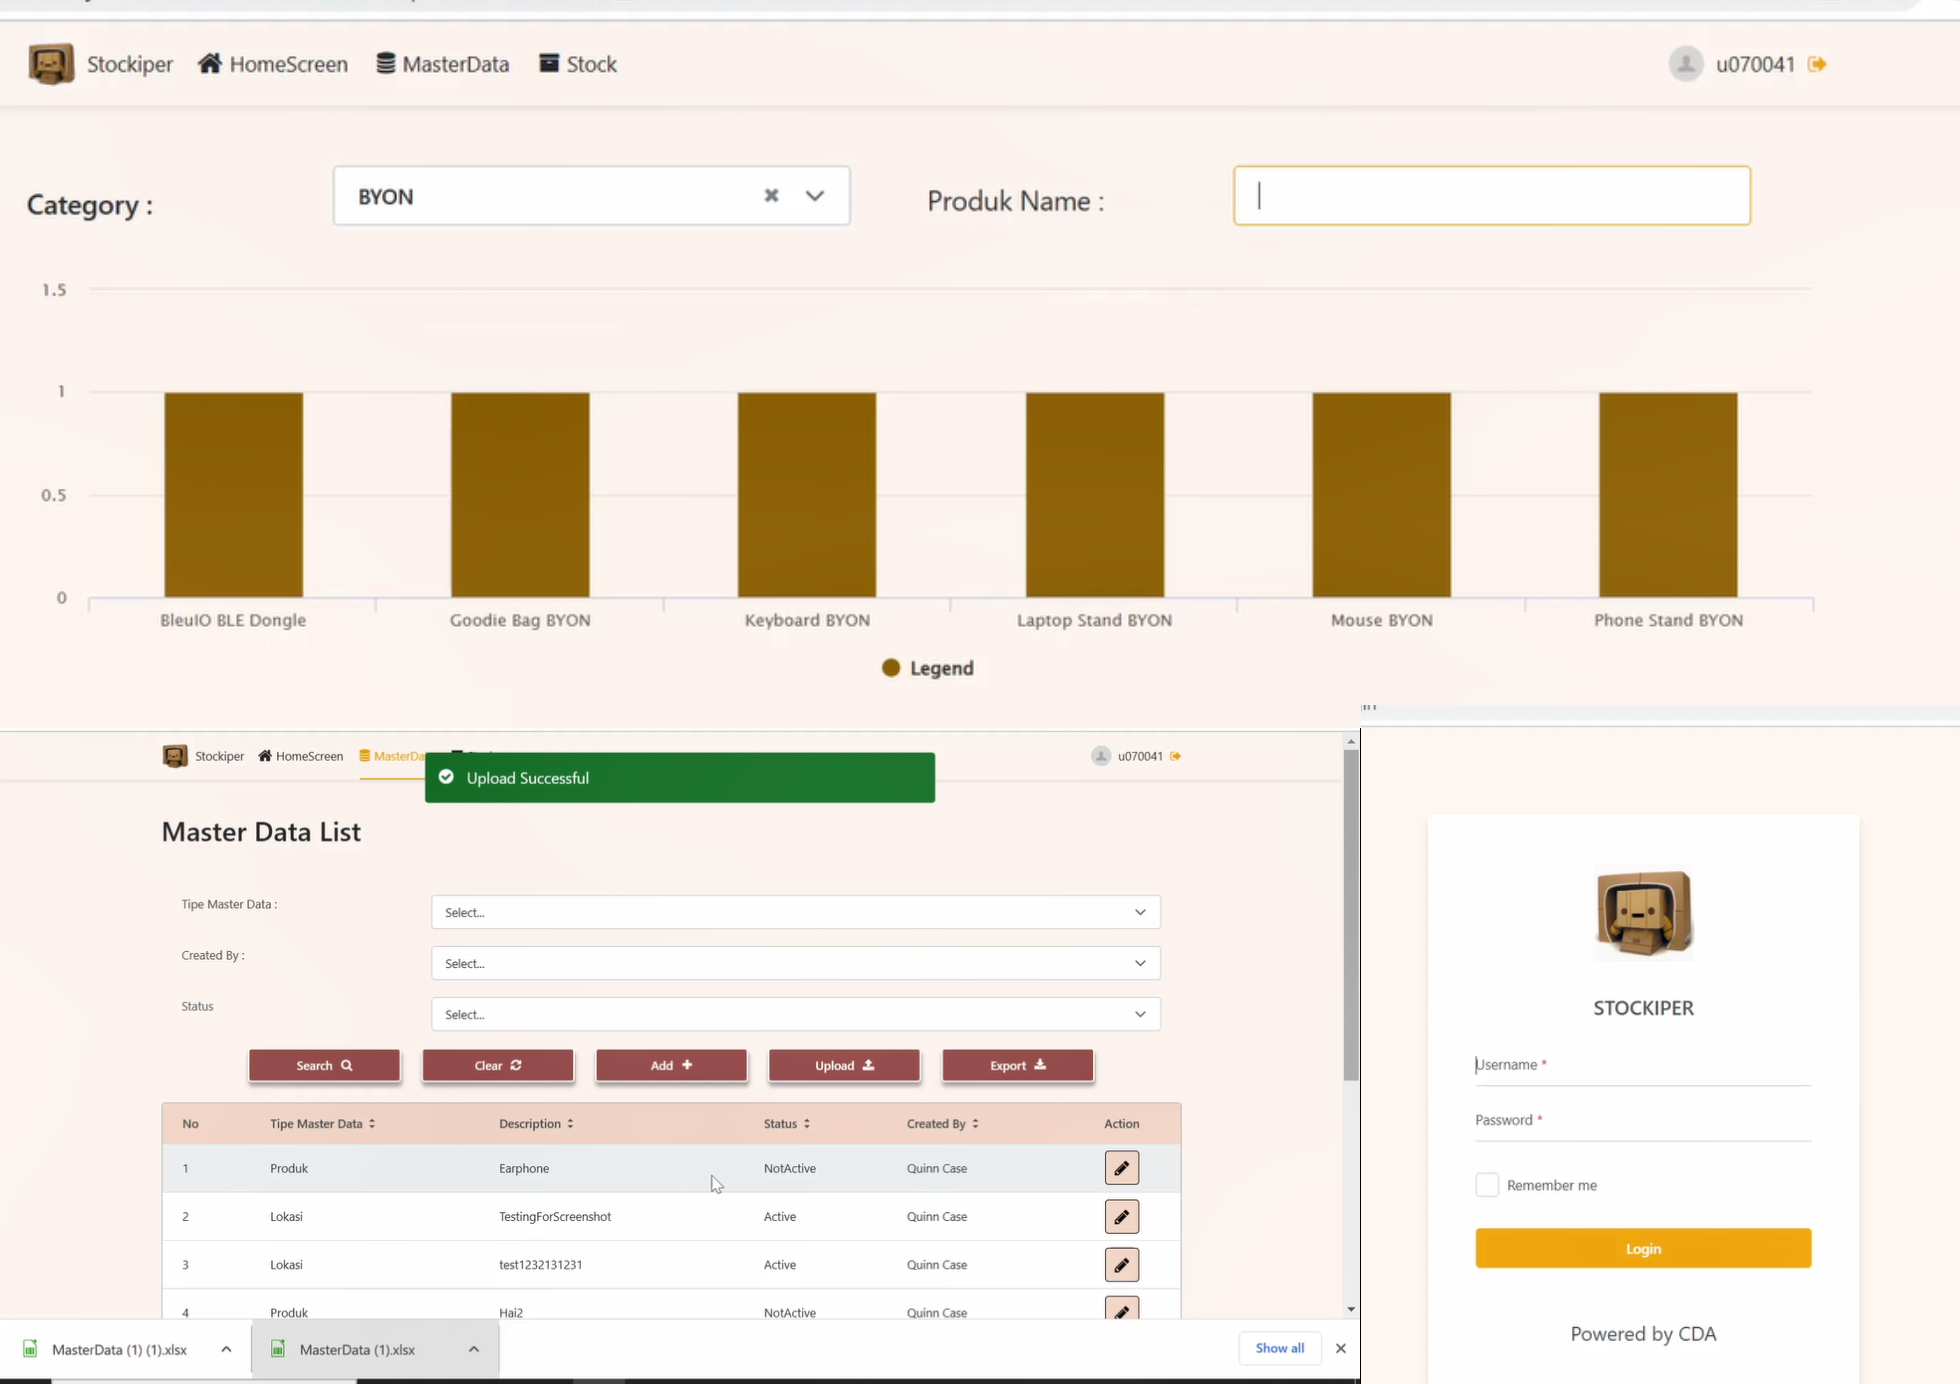 Stockiper HomeScreen MasterData Stock u070041
Category : BYON Produk Name :
1.5
1
0.5
0
BleuIO BLE Dongle Goodie Bag BYON Keyboard BYON Laptop Stand BYON Mouse BYON Phone Stand BYON
Legend
Stockiper HomeScreen MasterDa u070041
Upload Successful
Master Data List
Tipe Master Data : Select...
Created By : Select...
Status Select...
Search Clear Add Upload Export
No Tipe Master Data Description Status Created By Action
1 Produk Earphone NotActive Quinn Case
2 Lokasi TestingForScreenshot Active Quinn Case
3 Lokasi test1232131231 Active Quinn Case
4 Produk Hai2 NotActive Quinn Case
MasterData (1) (1).xlsx MasterData (1).xlsx Show all
STOCKIPER
Username *
Password *
Remember me
Login
Powered by CDA